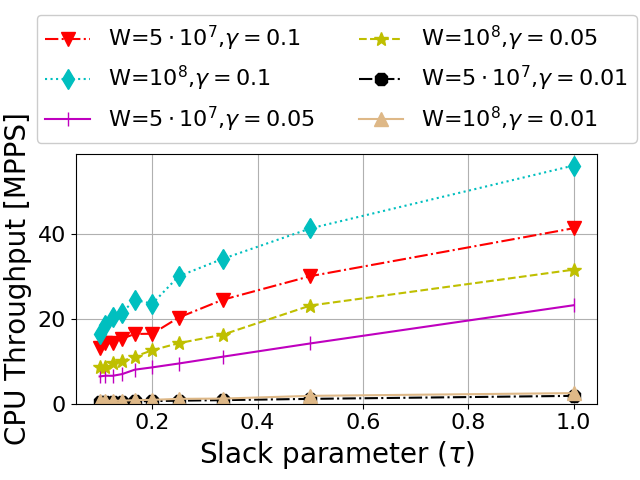 W=5 · 10⁷,γ = 0.1
W=10⁸,γ = 0.1
W=5 · 10⁷,γ = 0.05
W=10⁸,γ = 0.05
W=5 · 10⁷,γ = 0.01
W=10⁸,γ = 0.01
CPU Throughput [MPPS]
40
20
0
0.2 0.4 0.6 0.8 1.0
Slack parameter (τ)